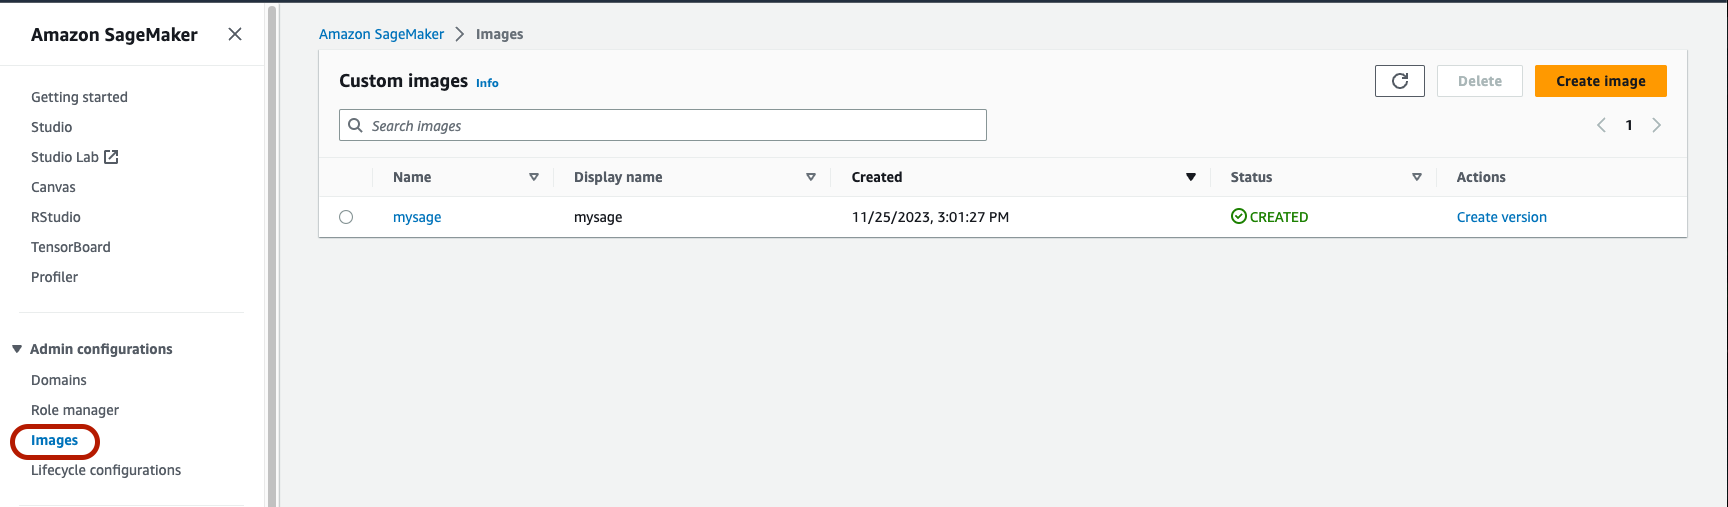 Amazon SageMaker
Getting started
Studio
Studio Lab
Canvas
RStudio
TensorBoard
Profiler
Admin configurations
Domains
Role manager
Images
Lifecycle configurations
Amazon SageMaker > Images
Custom images Info
Delete
Create image
Search images
1
Name Display name Created Status Actions
mysage mysage 11/25/2023, 3:01:27 PM CREATED Create version